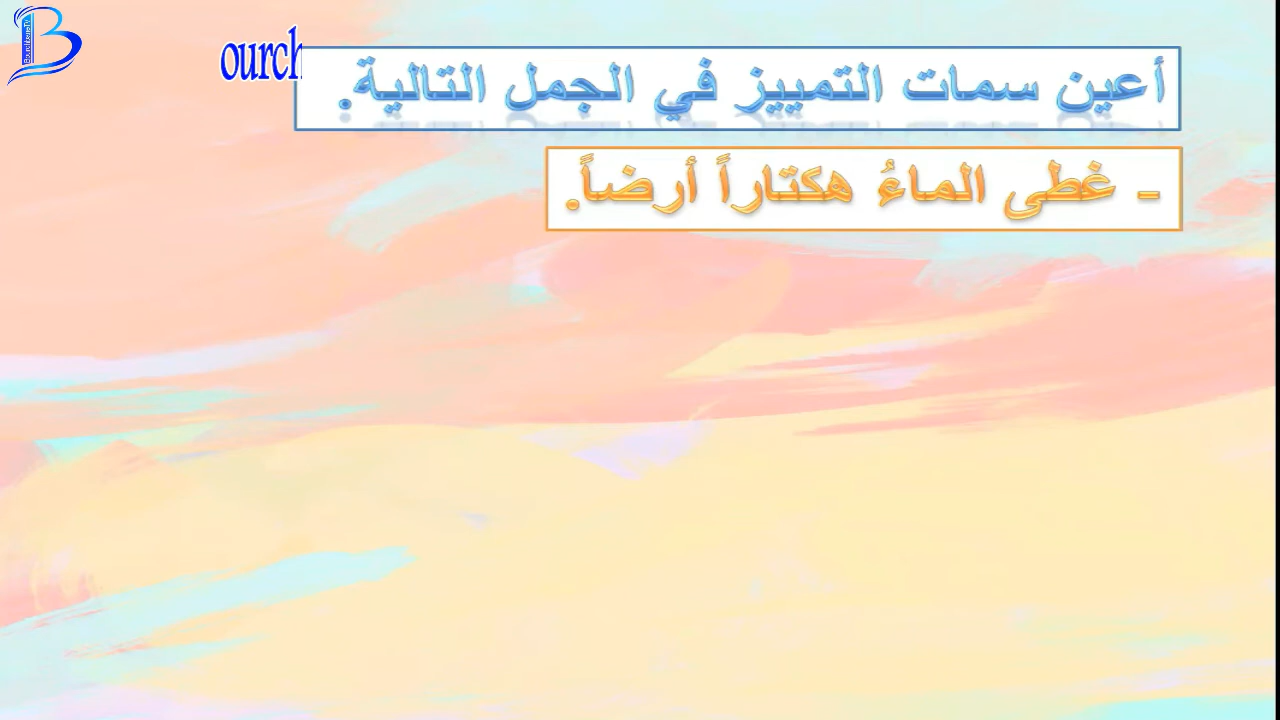 ourch
أعين سمات التمييز في الجمل التالية.
- غطى الماءُ هكتاراً أرضاً.